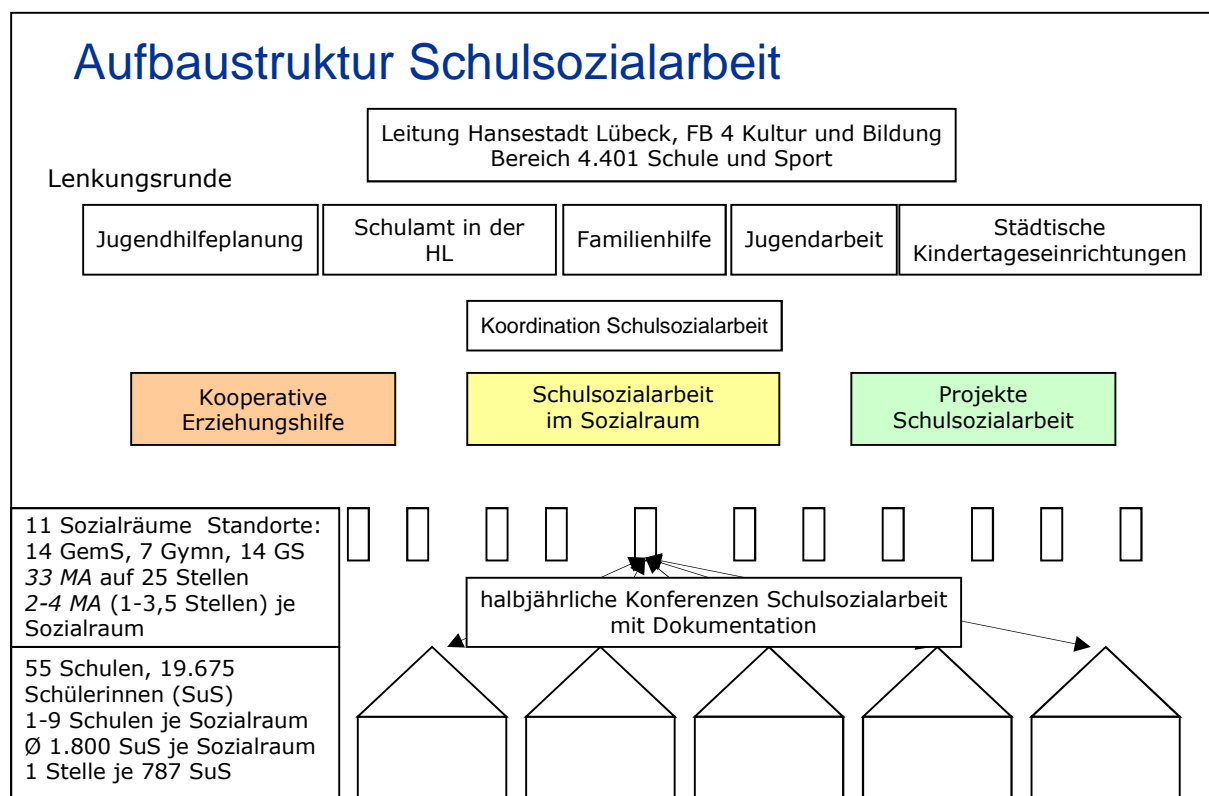 Aufbaustruktur Schulsozialarbeit
Leitung Hansestadt Lübeck, FB 4 Kultur und Bildung
Bereich 4.401 Schule und Sport
Lenkungsrunde
Jugendhilfeplanung
Schulamt in der
HL
Familienhilfe
Jugendarbeit
Städtische
Kindertageseinrichtungen
Koordination Schulsozialarbeit
Kooperative
Erziehungshilfe
Schulsozialarbeit
im Sozialraum
Projekte
Schulsozialarbeit
11 Sozialräume Standorte:
14 GemS, 7 Gymn, 14 GS
33 MA auf 25 Stellen
2-4 MA (1-3,5 Stellen) je
Sozialraum
halbjährliche Konferenzen Schulsozialarbeit
mit Dokumentation
55 Schulen, 19.675
Schülerinnen (SuS)
1-9 Schulen je Sozialraum
Ø 1.800 SuS je Sozialraum
1 Stelle je 787 SuS